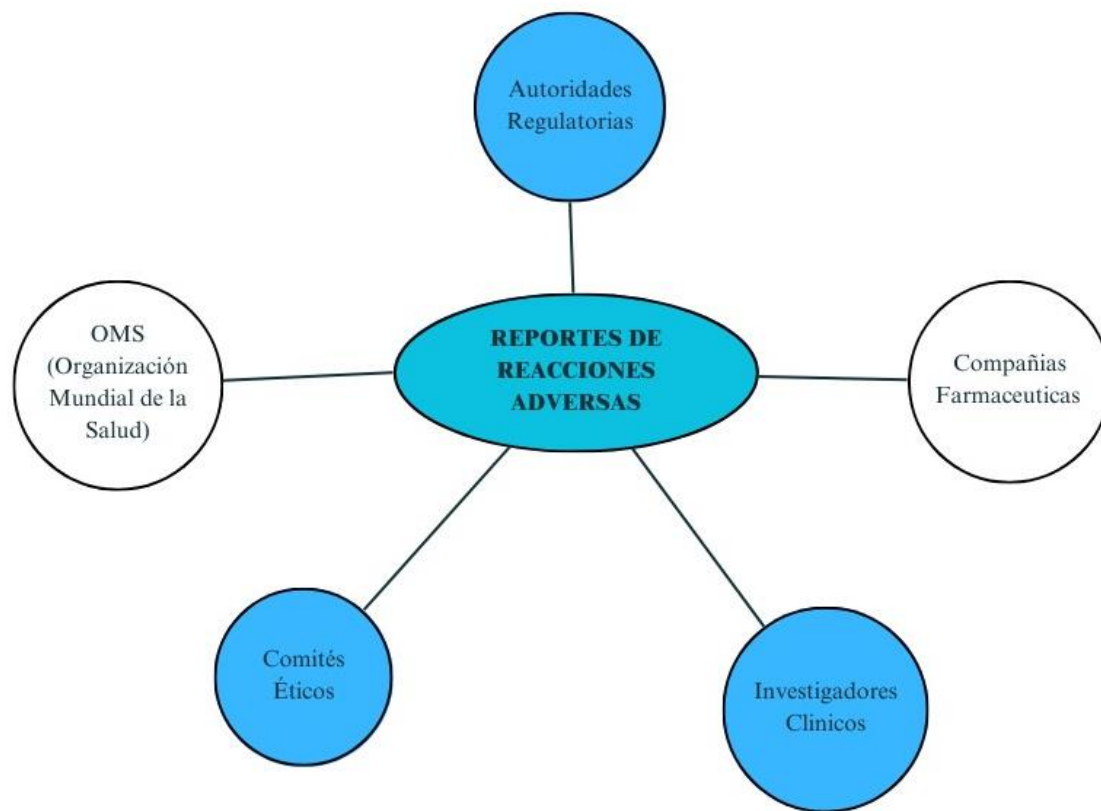 Autoridades
Regulatorias
OMS
(Organización
Mundial de la
Salud)
REPORTES DE
REACCIONES
ADVERSAS
Compañias
Farmaceuticas
Comités
Éticos
Investigadores
Clinicos